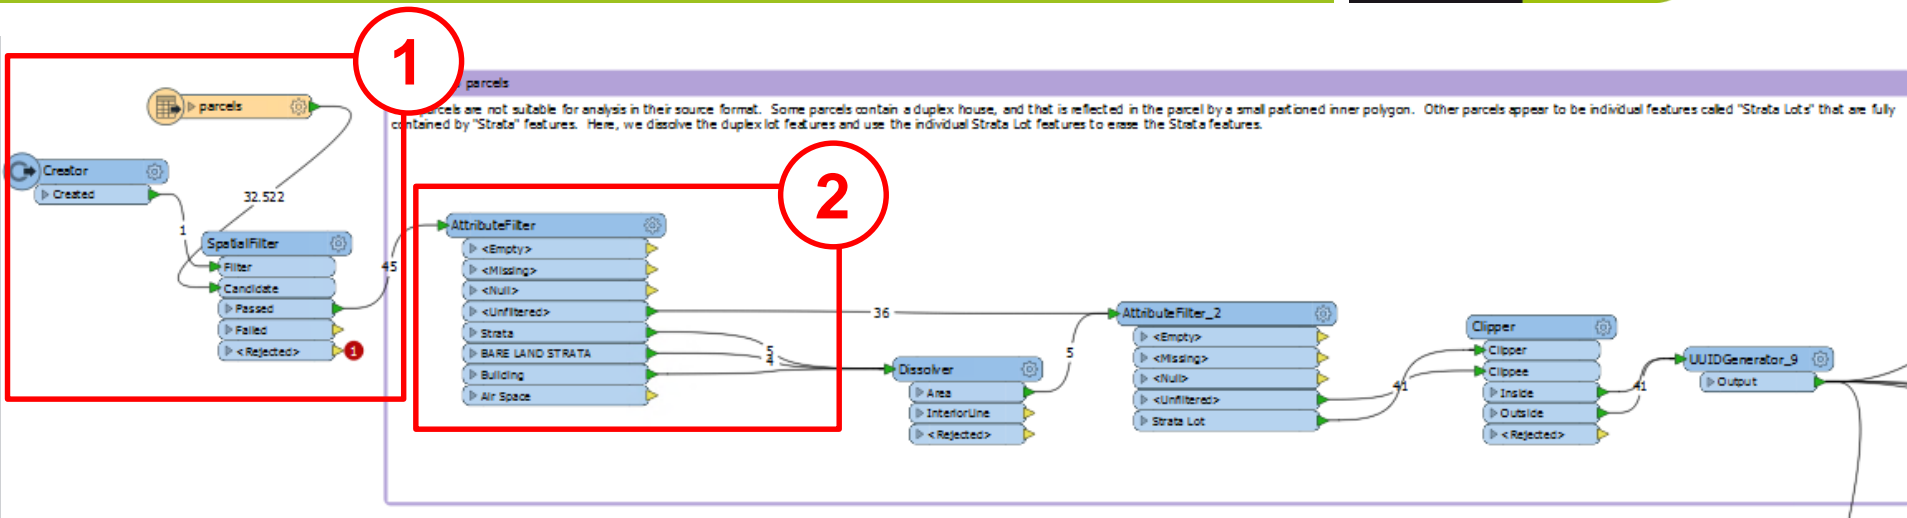 1
parcels
parcels
parcels are not suitable for analysis in their source format. Some parcels contain a duplex house, and that is reflected in the parcel by a small partioned inner polygon. Other parcels appear to be individual features called "Strata Lots" that are fully
contained by "Strata" features. Here, we dissolve the duplex lot features and use the individual Strata Lot features to erase the Strata features.
Creator
Created
32.522
1
SpatialFilter
Filter
Candidate
Passed
Failed
<Rejected>
1
45
2
AttributeFilter
<Empty>
<Missing>
<Null>
<Unfiltered>
Strata
BARE LAND STRATA
Building
Air Space
36
5
4
Dissolver
Area
InteriorLine
<Rejected>
5
AttributeFilter_2
<Empty>
<Missing>
<Null>
<Unfiltered>
Strata Lot
41
Clipper
Clipper
Clippee
Inside
Outside
<Rejected>
41
UUIDGenerator_9
Output